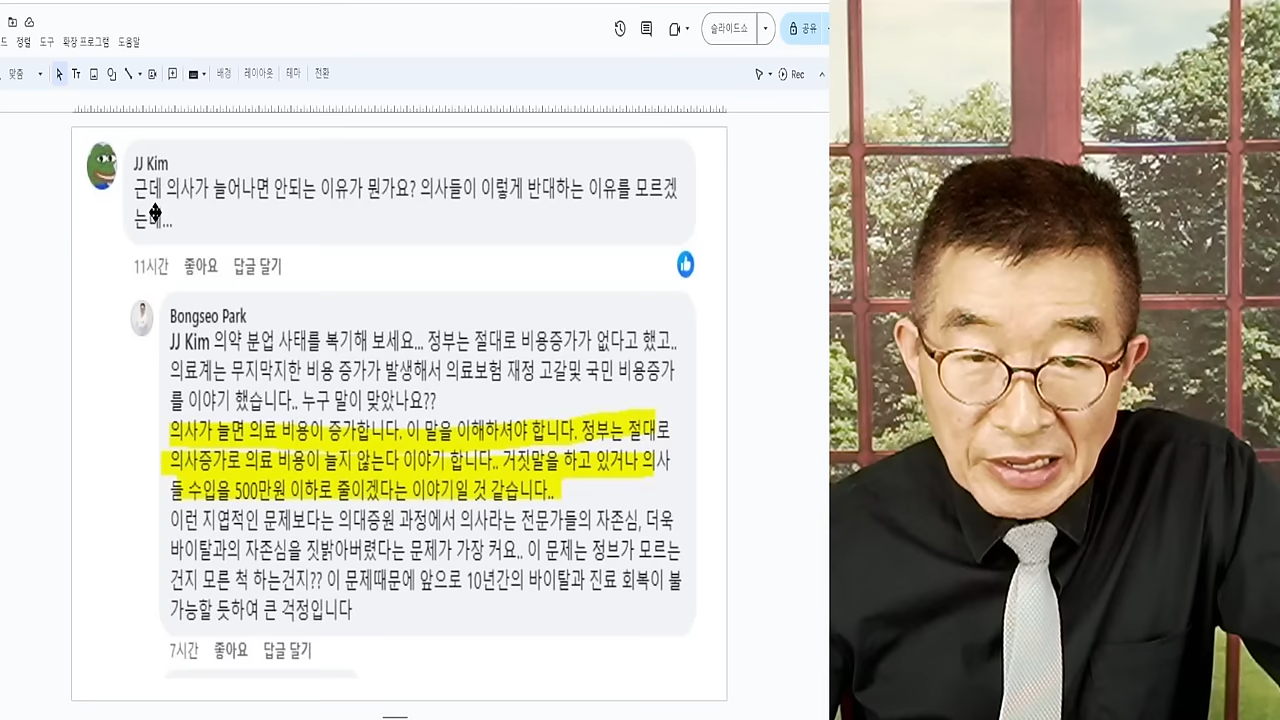 드 정렬 도구 확장 프로그램 도움말
슬라이드쇼
공유
맞춤
Tr
배경 레이아웃 테마 전환
Rec
JJ Kim
근데 의사가 늘어나면 안되는 이유가 뭔가요? 의사들이 이렇게 반대하는 이유를 모르겠
는데...
11시간 좋아요 답글 달기
Bongseo Park
JJ Kim 의약 분업 사태를 복기해 보세요... 정부는 절대로 비용증가가 없다고 했고..
의료계는 무지막지한 비용 증가가 발생해서 의료보험 재정 고갈및 국민 비용증가
를 이야기 했습니다.. 누구 말이 맞았나요??
의사가 늘면 의료 비용이 증가합니다. 이 말을 이해하셔야 합니다. 정부는 절대로
의사증가로 의료 비용이 늘지 않는다 이야기 합니다.. 거짓말을 하고 있거나 의사
들 수입을 500만원 이하로 줄이겠다는 이야기일 것 같습니다..
이런 지엽적인 문제보다는 의대증원 과정에서 의사라는 전문가들의 자존심, 더욱
바이탈과의 자존심을 짓밝아버렸다는 문제가 가장 커요.. 이 문제는 정브가 모르는
건지 모른 척 하는건지?? 이 문제때문에 앞으로 10년간의 바이탈과 진료 회복이 불
가능할 듯하여 큰 걱정입니다
7시간 좋아요 답글 달기